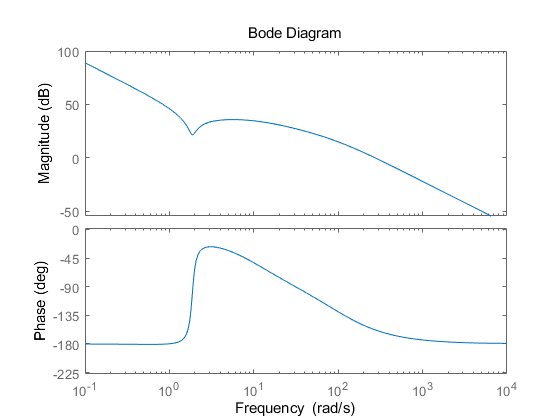 Bode Diagram
Magnitude (dB)
100
50
0
-50
Phase (deg)
0
-45
-90
-135
-180
-225
10^-1 10^0 10^1 10^2 10^3 10^4
Frequency (rad/s)